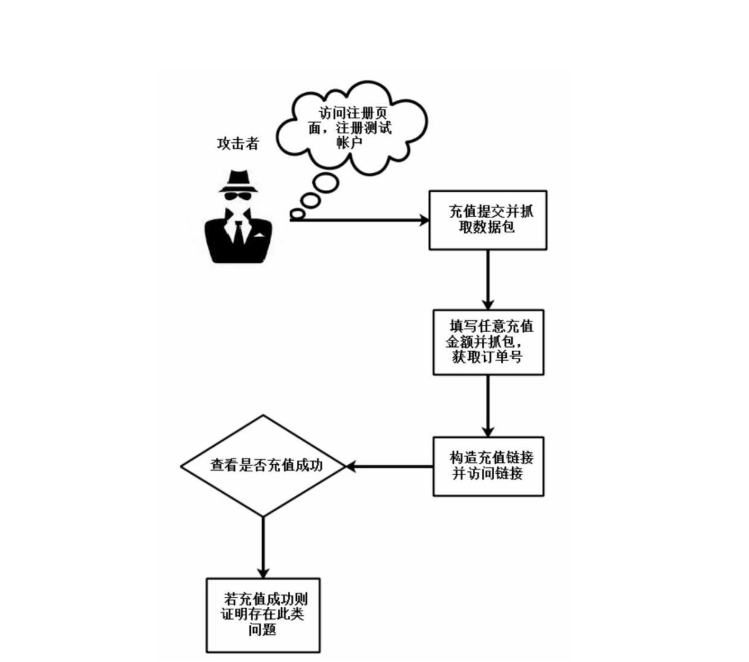 访问注册页
面，注册测试
帐户
攻击者
充值提交并抓
取数据包
填写任意充值
金额并抓包，
获取订单号
构造充值链接
并访问链接
查看是否充值成功
若充值成功则
证明存在此类
问题